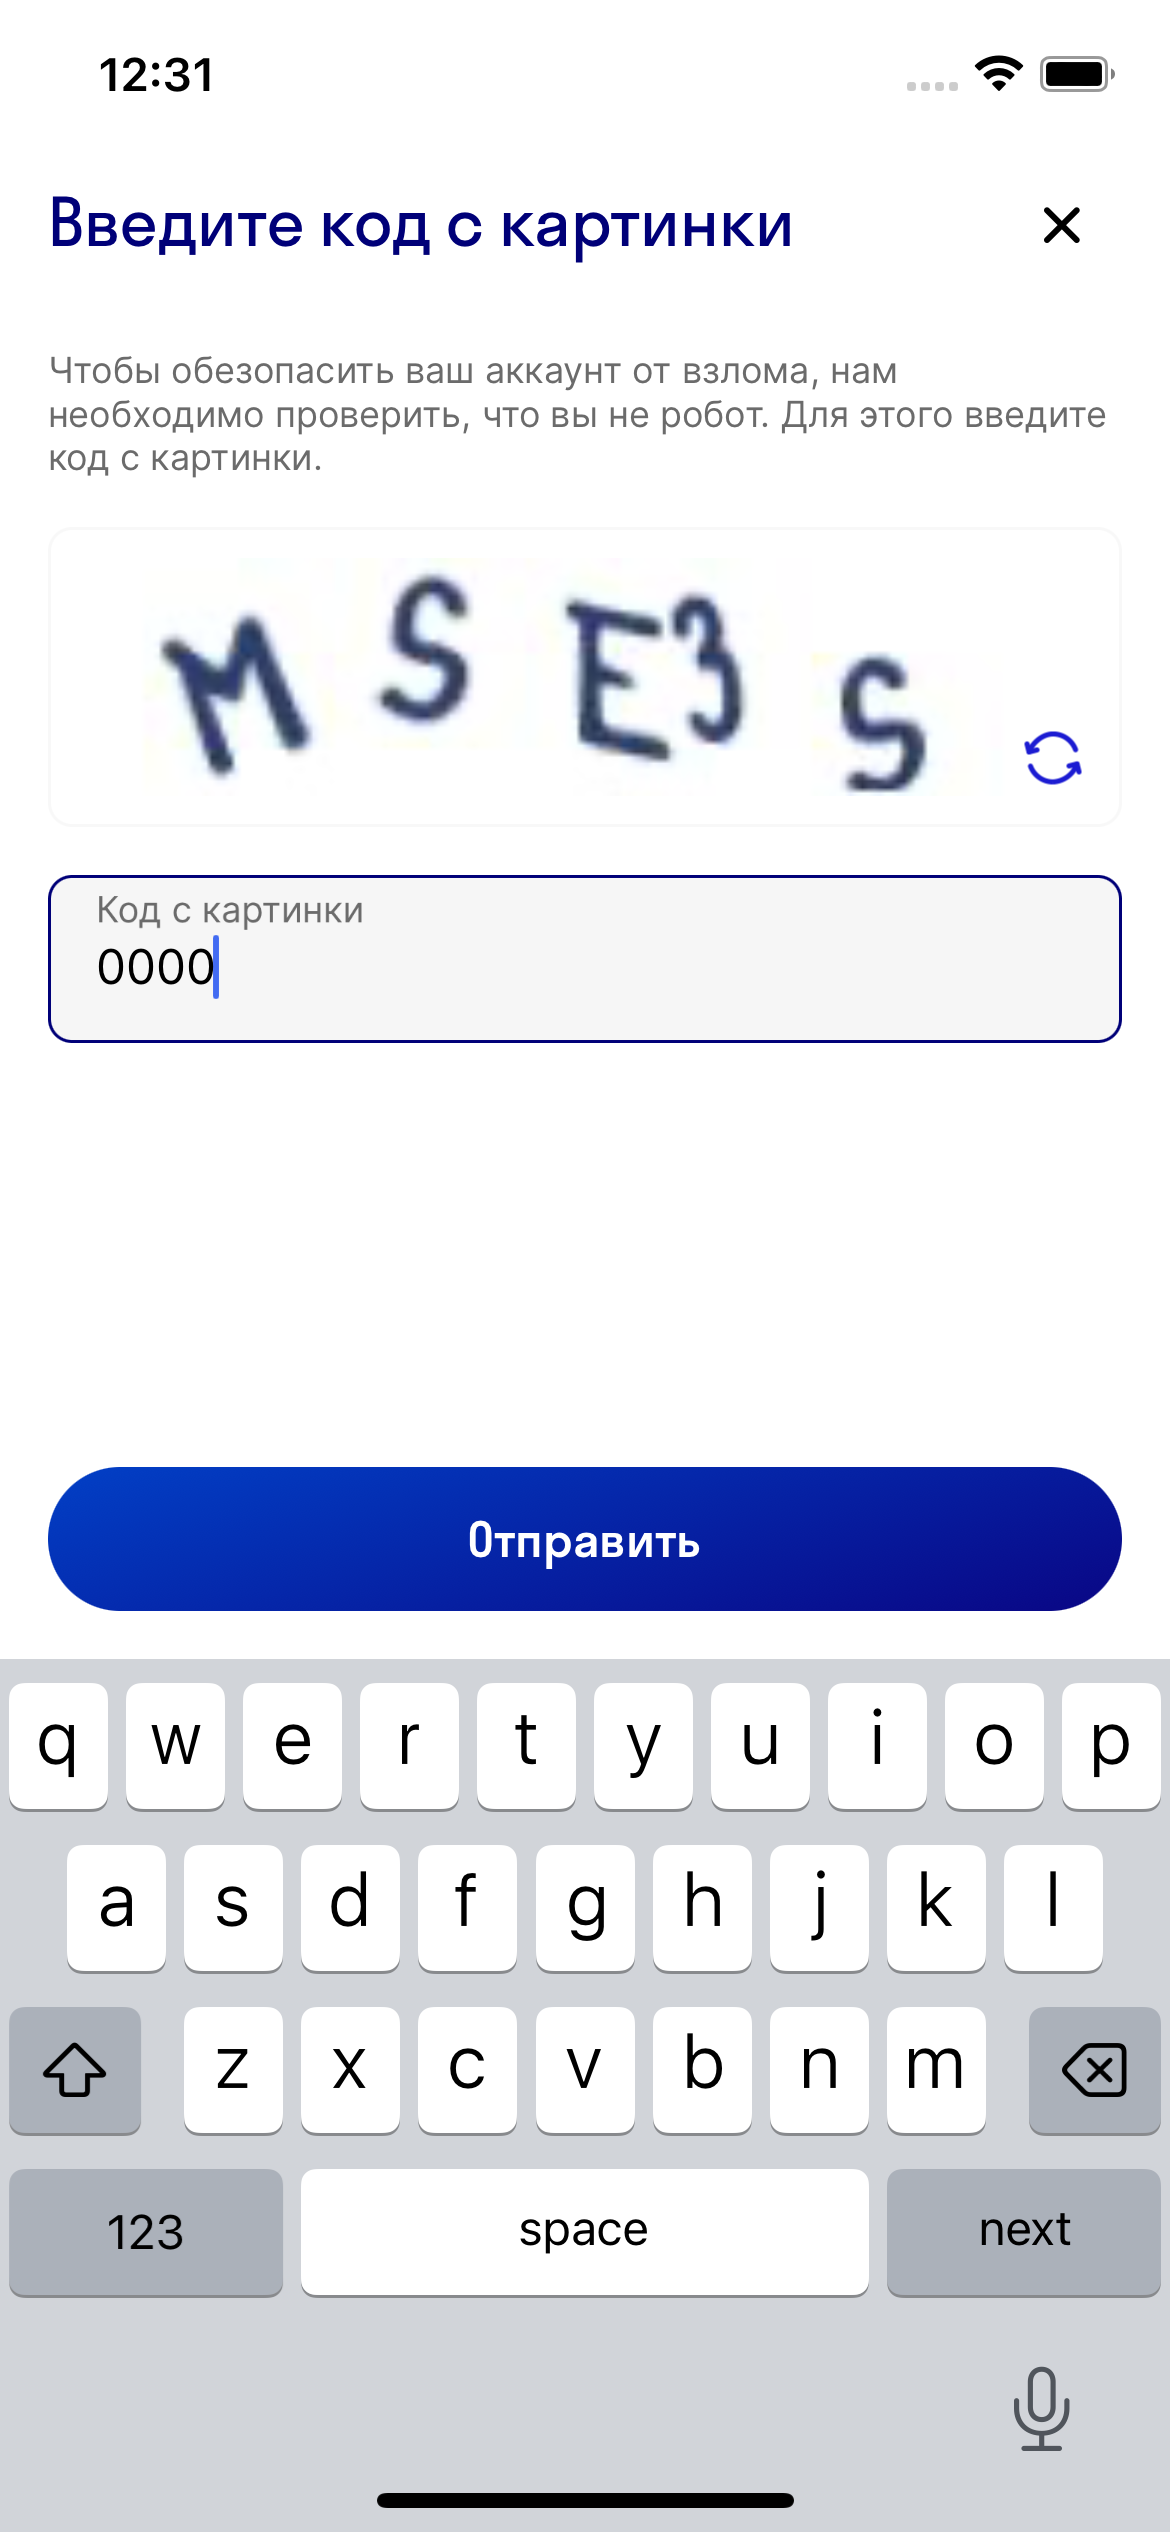 12:31
Введите код с картинки
Чтобы обезопасить ваш аккаунт от взлома, нам
необходимо проверить, что вы не робот. Для этого введите
код с картинки.
M S E 3 S
Код с картинки
0000
Отправить
q w e r t y u i o p
a s d f g h j k l
z x c v b n m
123 space next